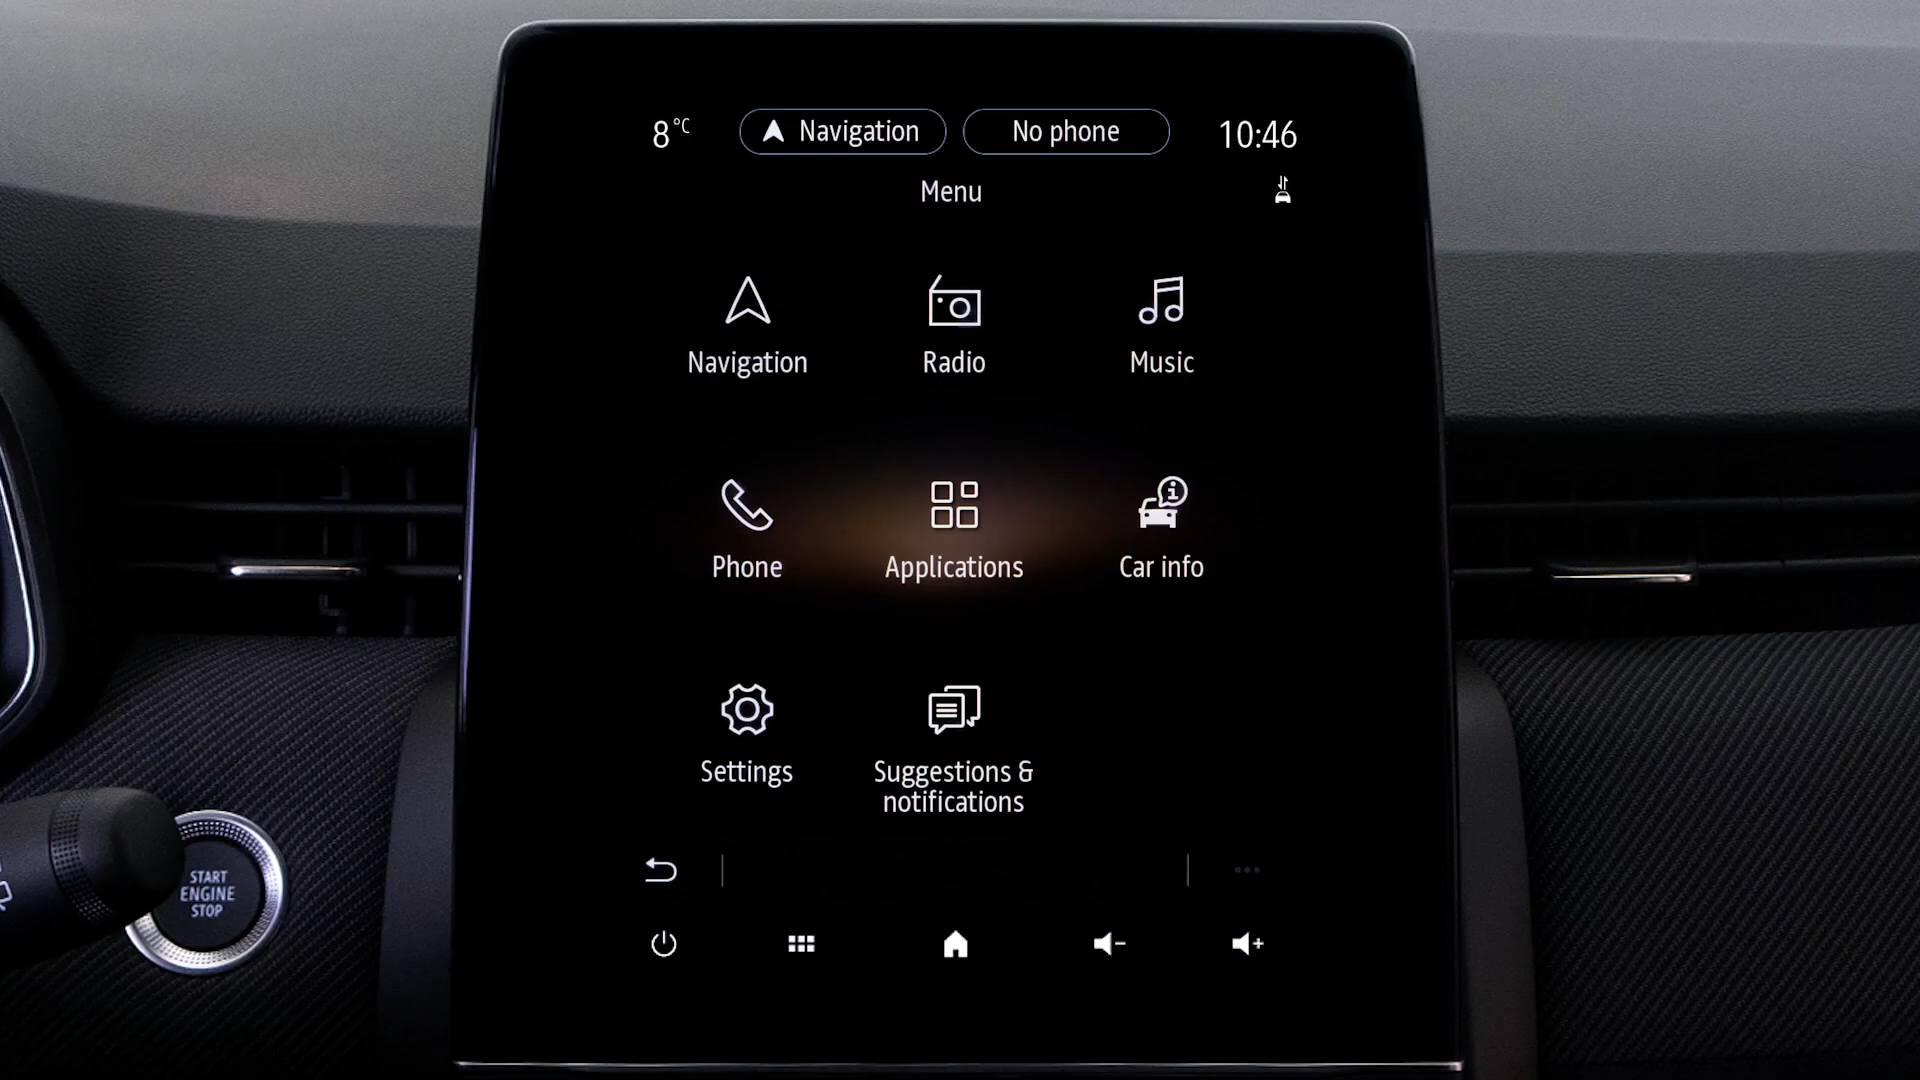 8°C
Navigation
No phone
10:46
Menu
Navigation
Radio
Music
Phone
Applications
Car info
Settings
Suggestions &
notifications
START
ENGINE
STOP